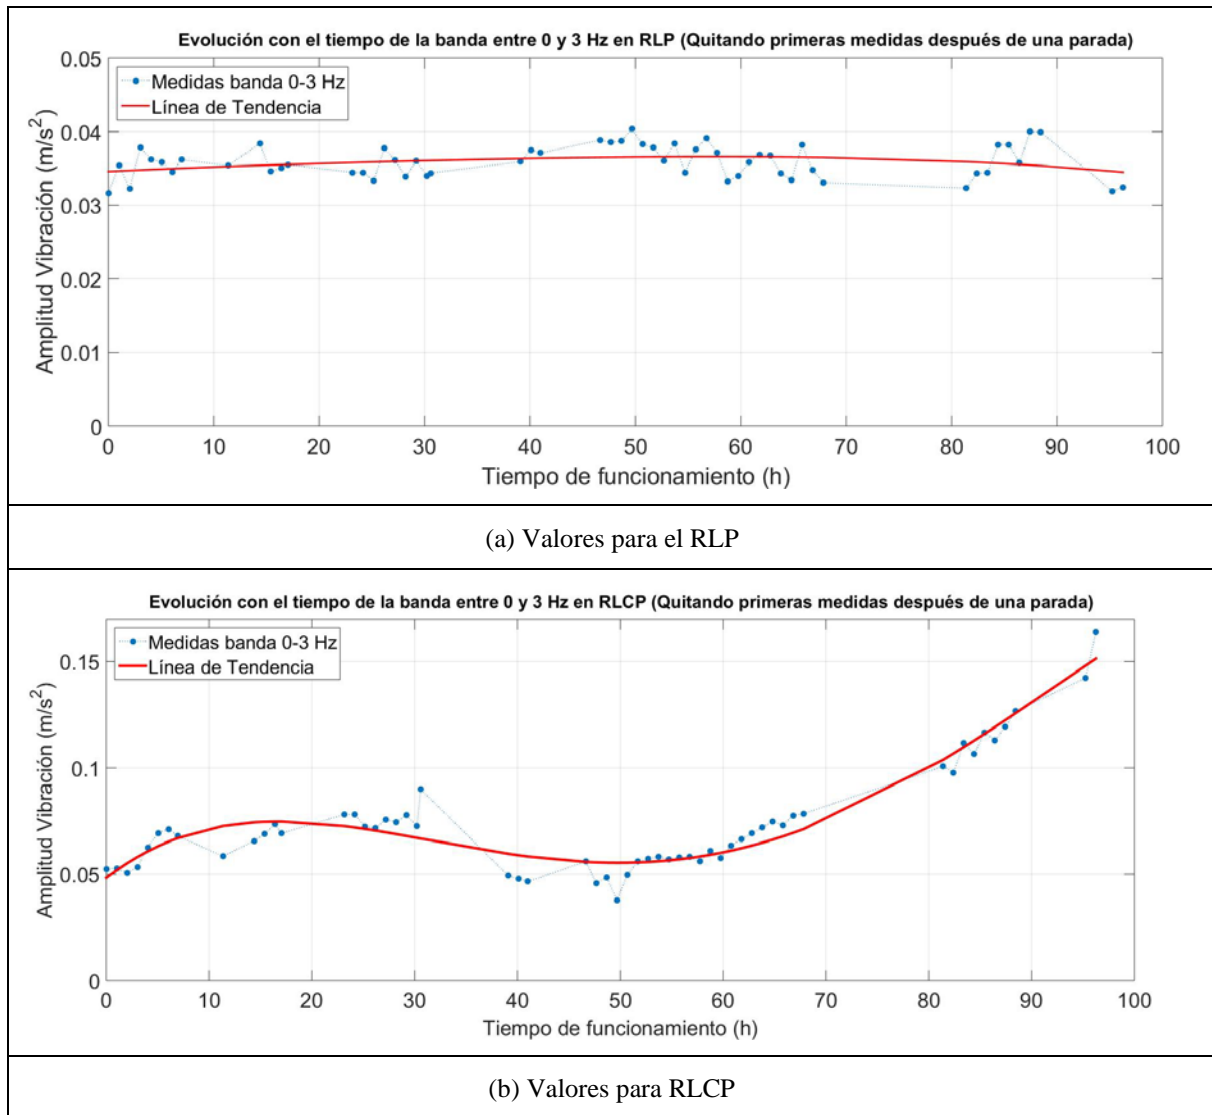 Evolución con el tiempo de la banda entre 0 y 3 Hz en RLP (Quitando primeras medidas después de una parada)
0.05
0.04
0.03
0.02
0.01
0
Amplitud Vibración (m/s²)
Medidas banda 0-3 Hz
Línea de Tendencia
0 10 20 30 40 50 60 70 80 90 100
Tiempo de funcionamiento (h)
(a) Valores para el RLP
Evolución con el tiempo de la banda entre 0 y 3 Hz en RLCP (Quitando primeras medidas después de una parada)
0.15
0.1
0.05
0
Amplitud Vibración (m/s²)
Medidas banda 0-3 Hz
Línea de Tendencia
0 10 20 30 40 50 60 70 80 90 100
Tiempo de funcionamiento (h)
(b) Valores para RLCP